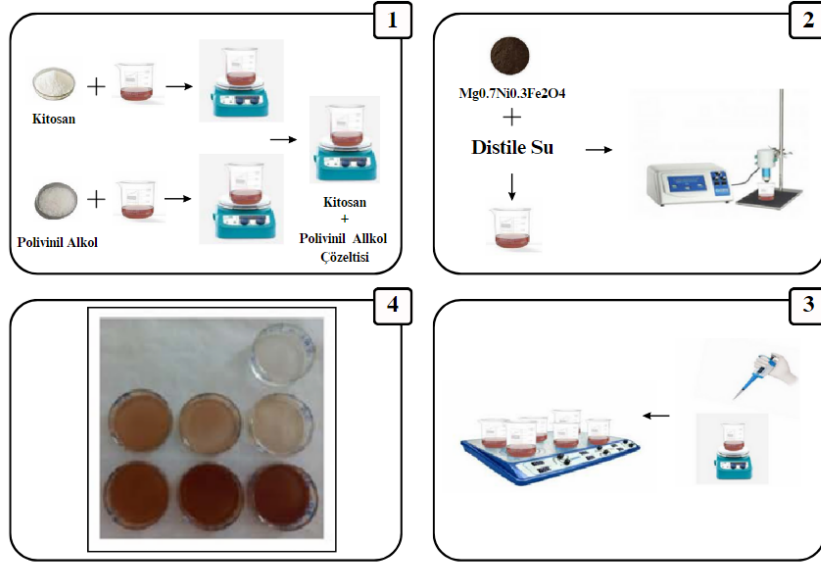 1
Kitosan
Polivinil Alkol
Kitosan
+
Polivinil Allkol
Çözeltisi
2
Mg0.7Ni0.3Fe2O4
+
Distile Su
4
3